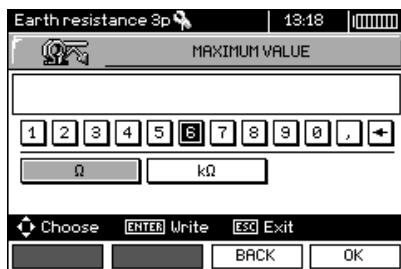 Earth resistance 3p 13:18
MAXIMUM VALUE
1 2 3 4 5 6 7 8 9 0 ,
Ω kΩ
Choose ENTER Write ESC Exit
BACK OK